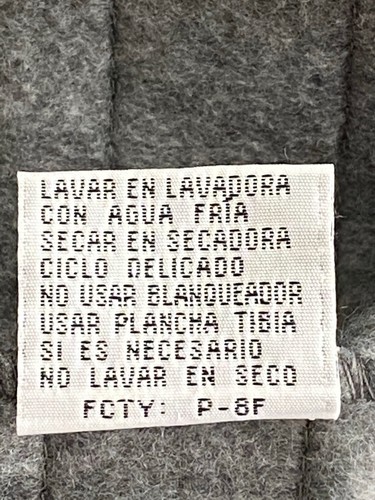 LAVAR EN LAVADORA
CON AGUA FRÍA
SECAR EN SECADORA
CICLO DELICADO
NO USAR BLANQUEADOR
USAR PLANCHA TIBIA
SI ES NECESARIO
NO LAVAR EN SECO
FCTY: P-8F